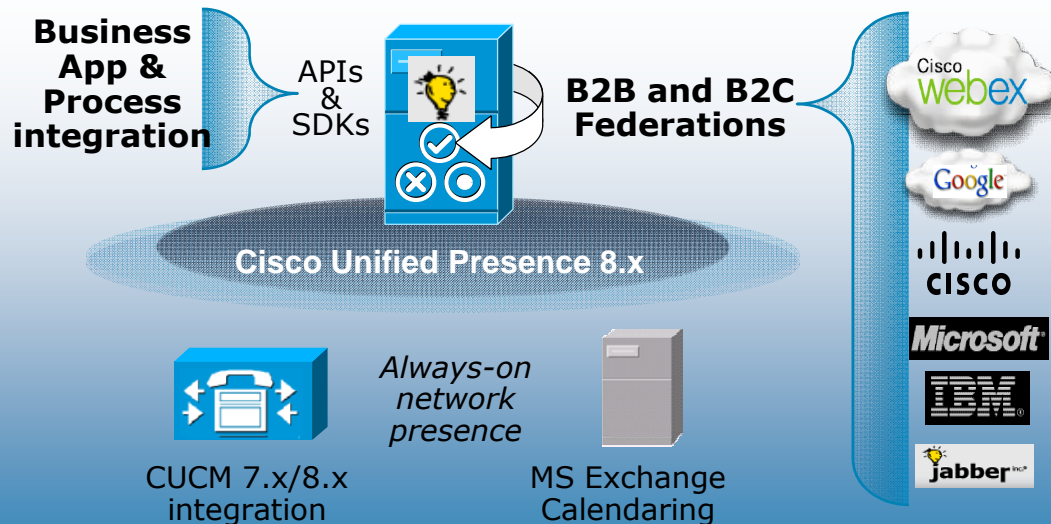 Business
App &
Process
integration
APIs
&
SDKs
B2B and B2C
Federations
Cisco
webex
Google
CISCO
Microsoft
IBM
jabber inc.
Cisco Unified Presence 8.x
Always-on
network
presence
CUCM 7.x/8.x
integration
MS Exchange
Calendaring